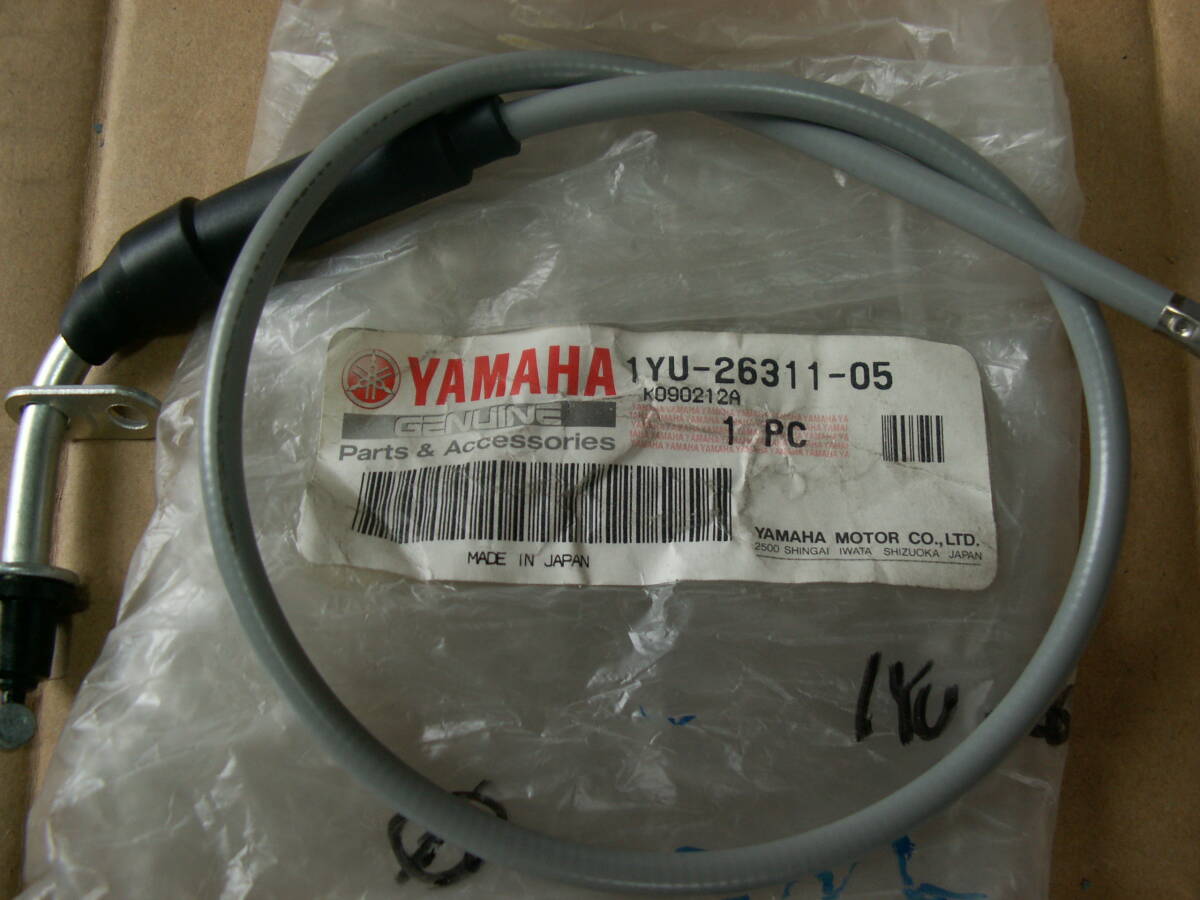 YAMAHA 1YU-26311-05
K090212A
GENUINE
Parts & Accessories
1 PC
MADE IN JAPAN
YAMAHA MOTOR CO.,LTD.
2500 SHINGAI IWATA SHIZUOKA JAPAN
1YU